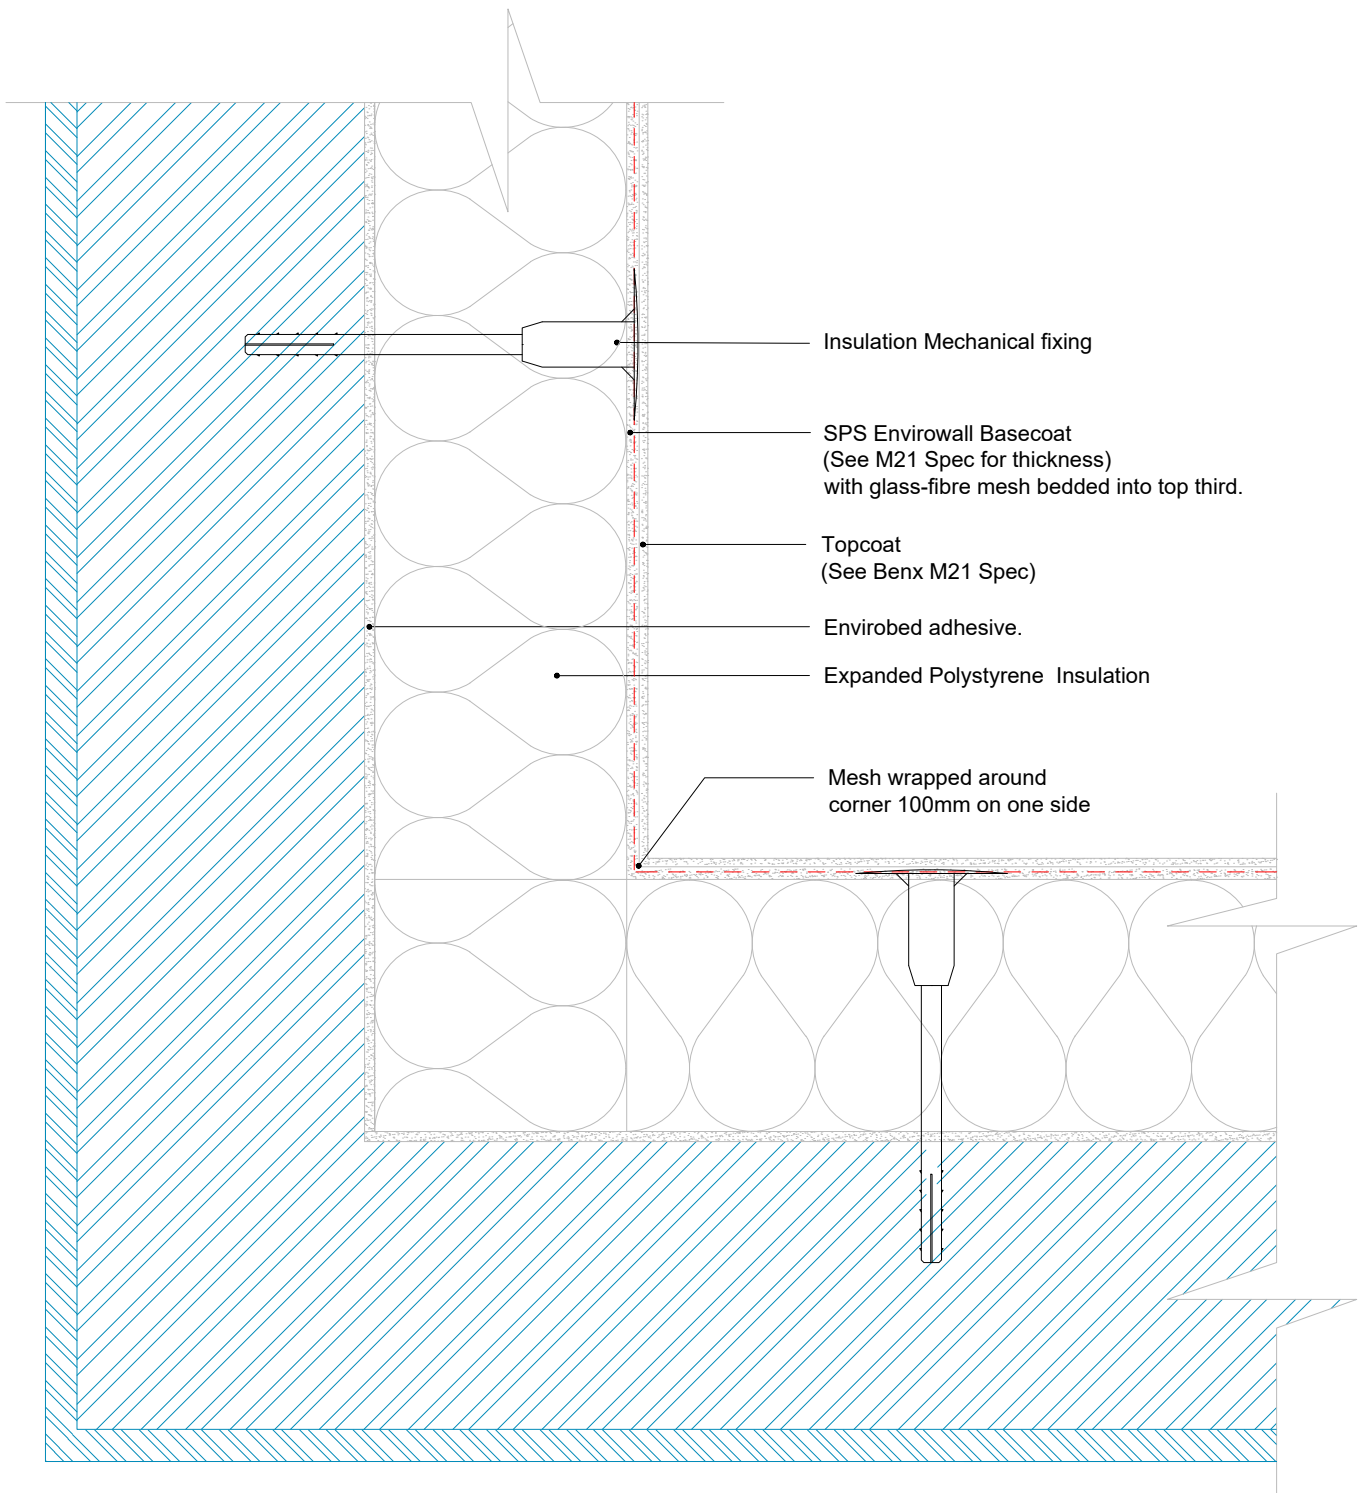 Insulation Mechanical fixing
SPS Envirowall Basecoat
(See M21 Spec for thickness)
with glass-fibre mesh bedded into top third.
Topcoat
(See Benx M21 Spec)
Envirobed adhesive.
Expanded Polystyrene  Insulation
Mesh wrapped around
corner 100mm on one side